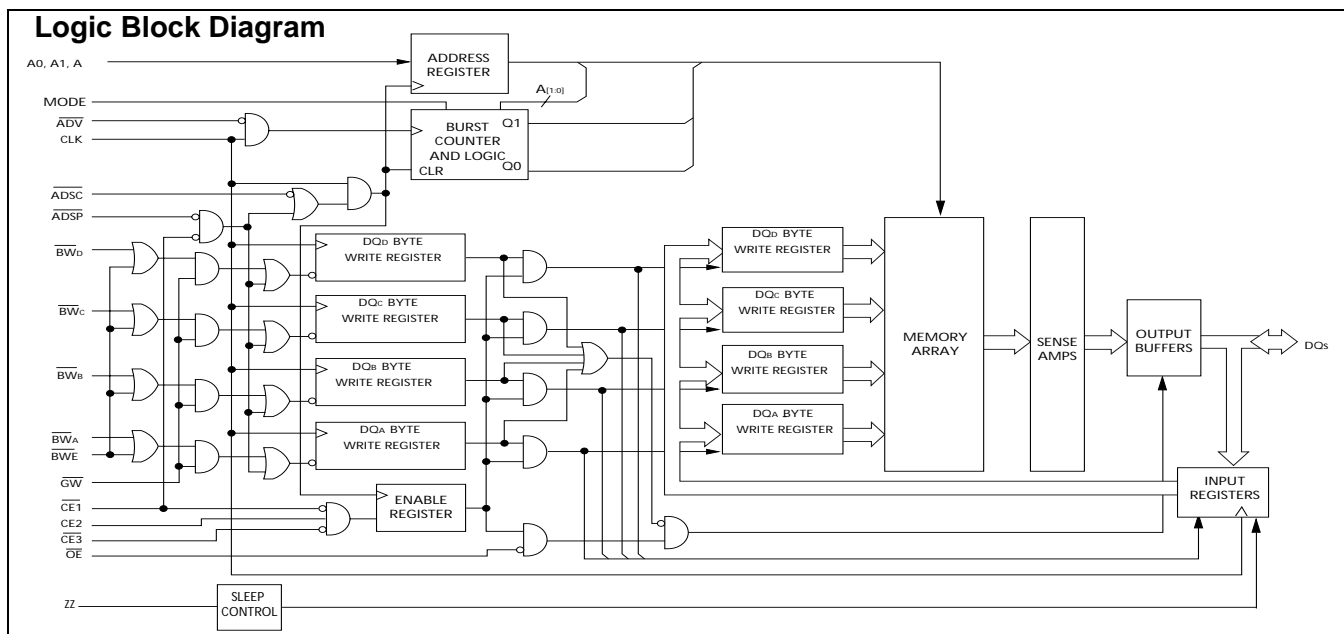 Logic Block Diagram
A0, A1, A
ADDRESS
REGISTER
A[1:0]
MODE
ADV
CLK
BURST
COUNTER
AND LOGIC
CLR
Q1
Q0
ADSC
ADSP
BWD
DQD BYTE
WRITE REGISTER
DQD BYTE
WRITE REGISTER
BWC
DQC BYTE
WRITE REGISTER
DQC BYTE
WRITE REGISTER
MEMORY
ARRAY
SENSE
AMPS
OUTPUT
BUFFERS
DQs
BWB
DQB BYTE
WRITE REGISTER
DQB BYTE
WRITE REGISTER
BWA
BWE
DQA BYTE
WRITE REGISTER
DQA BYTE
WRITE REGISTER
GW
CE1
CE2
CE3
OE
ENABLE
REGISTER
INPUT
REGISTERS
ZZ
SLEEP
CONTROL